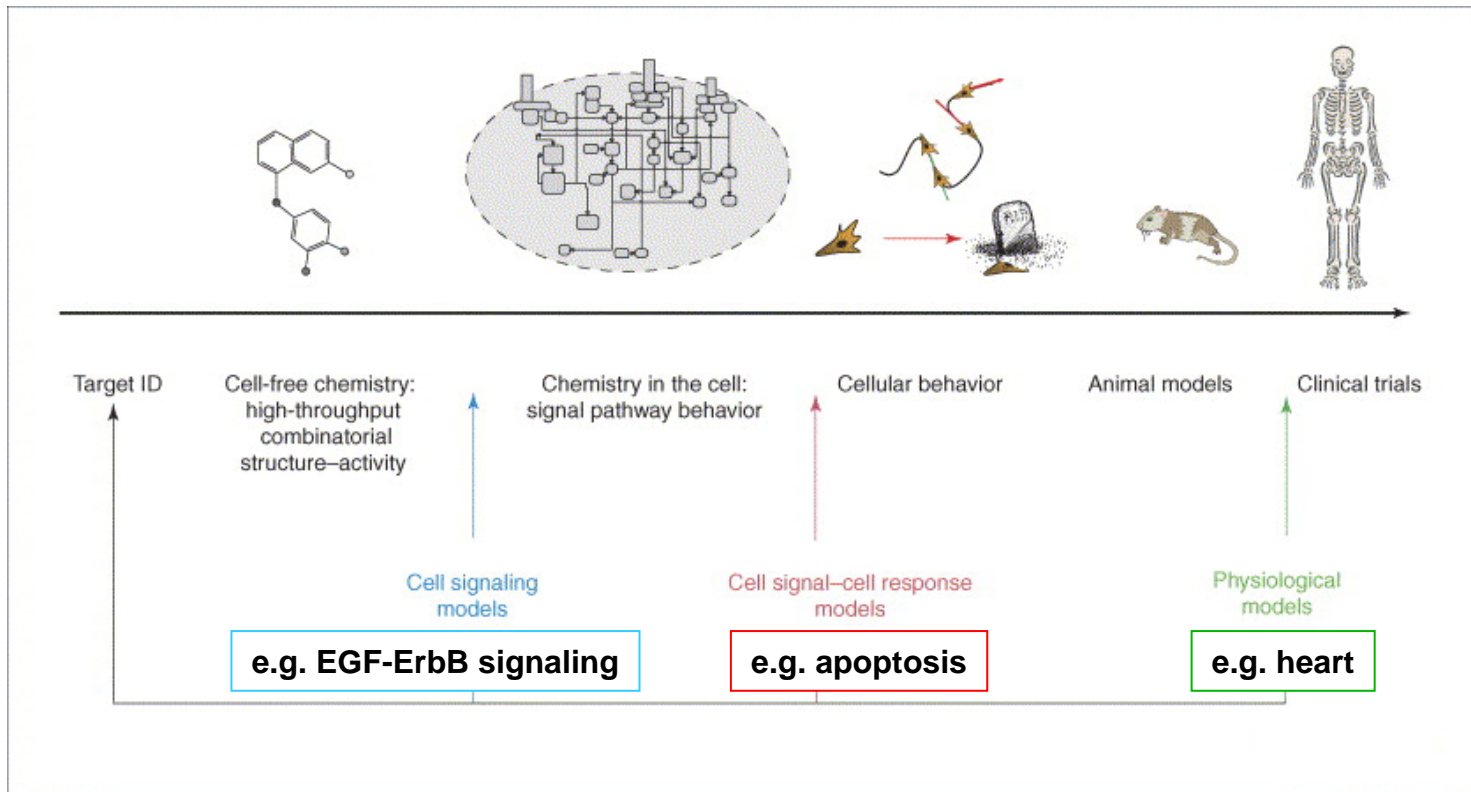 RIP
Target ID
Cell-free chemistry:
high-throughput
combinatorial
structure–activity
Chemistry in the cell:
signal pathway behavior
Cellular behavior
Animal models
Clinical trials
Cell signaling
models
Cell signal–cell response
models
Physiological
models
e.g. EGF-ErbB signaling
e.g. apoptosis
e.g. heart